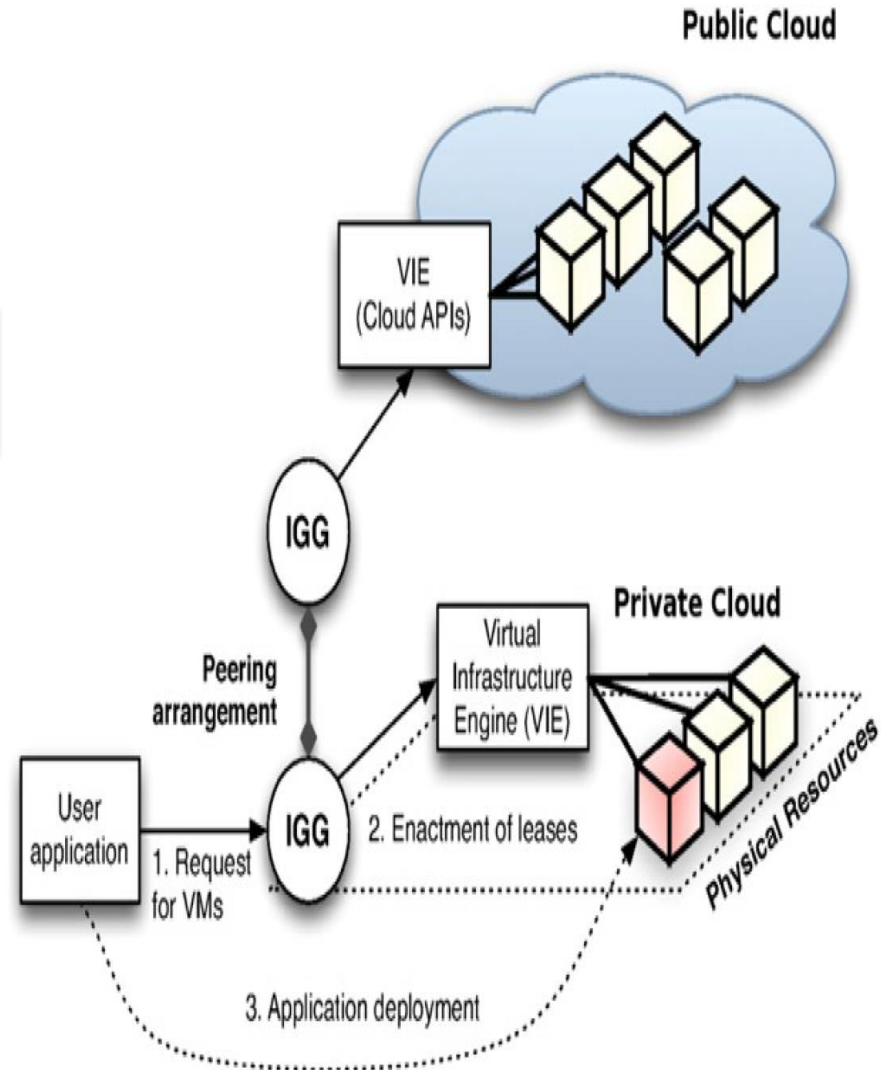 Public Cloud
VIE
(Cloud APIs)
IGG
Private Cloud
Virtual
Infrastructure
Engine (VIE)
Peering
arrangement
Physical Resources
User
application
IGG
1. Request
for VMs
2. Enactment of leases
3. Application deployment